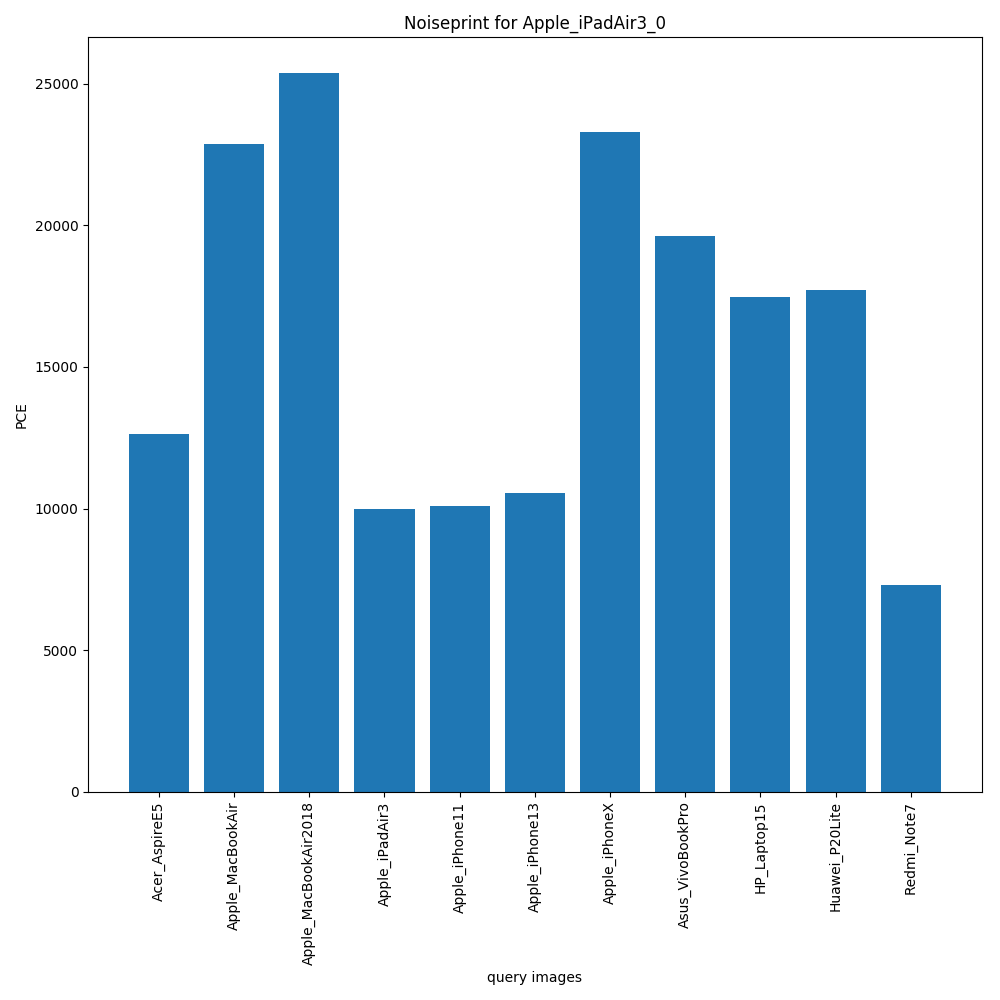 Noiseprint for Apple_iPadAir3_0
PCE
25000
20000
15000
10000
5000
0
Acer_AspireE5
Apple_MacBookAir
Apple_MacBookAir2018
Apple_iPadAir3
Apple_iPhone11
Apple_iPhone13
Apple_iPhoneX
Asus_VivoBookPro
HP_Laptop15
Huawei_P20Lite
Redmi_Note7
query images